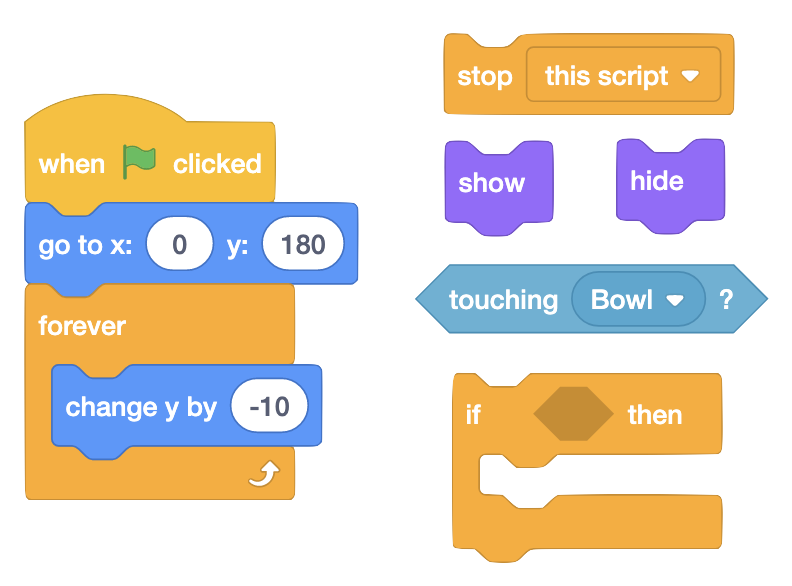 when clicked
go to x: 0 y: 180
forever
change y by -10
stop this script
show
hide
touching Bowl ?
if then